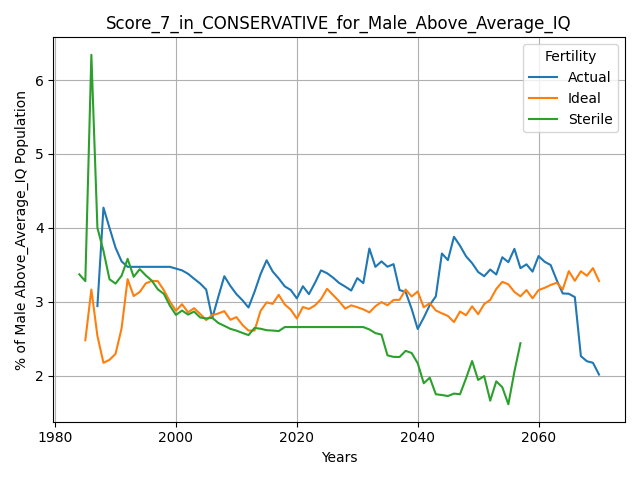 Score_7_in_CONSERVATIVE_for_Male_Above_Average_IQ
Fertility
Actual
Ideal
Sterile
% of Male Above_Average_IQ Population
6
5
4
3
2
1980
2000
2020
2040
2060
Years